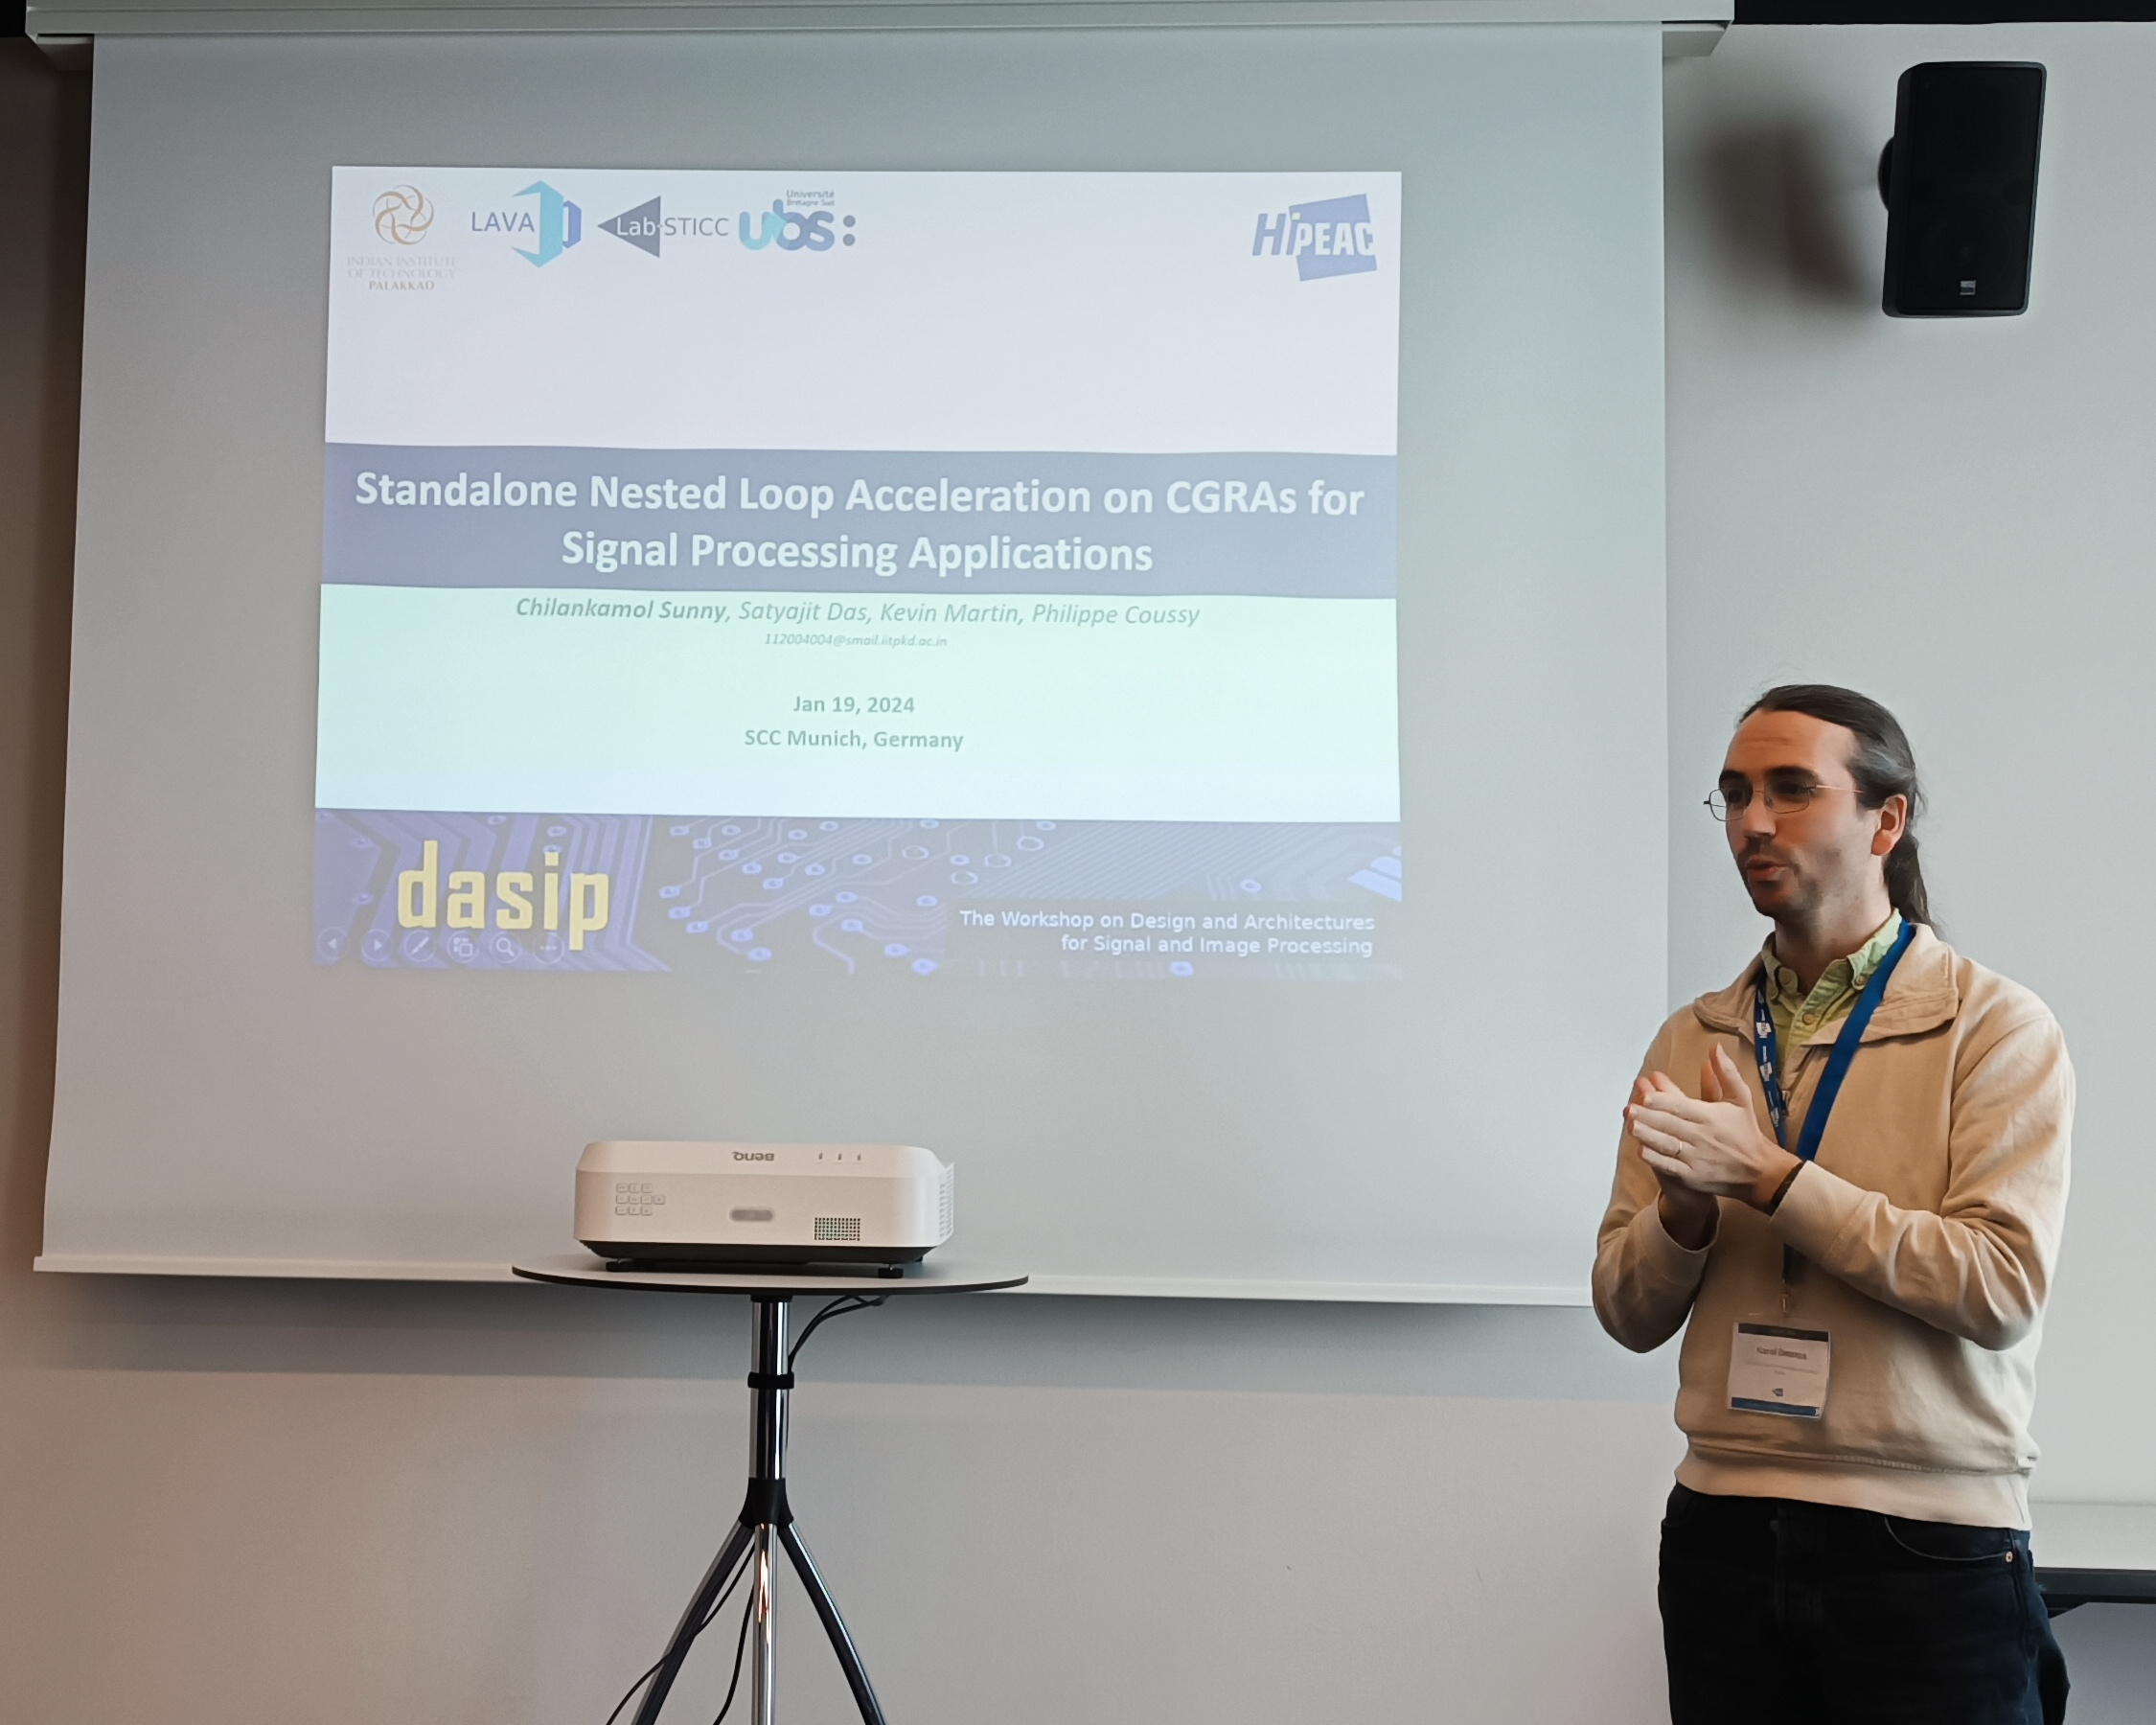 INDIAN INSTITUTE
OF TECHNOLOGY
PALAKKAD
LAVA
Lab-STICC
Université
Bretagne Sud
ubs:
HiPEAC
Standalone Nested Loop Acceleration on CGRAs for
Signal Processing Applications
Chilankamol Sunny, Satyajit Das, Kevin Martin, Philippe Coussy
112004004@smail.iitpkd.ac.in
Jan 19, 2024
SCC Munich, Germany
dasip
The Workshop on Design and Architectures
for Signal and Image Processing
BenQ